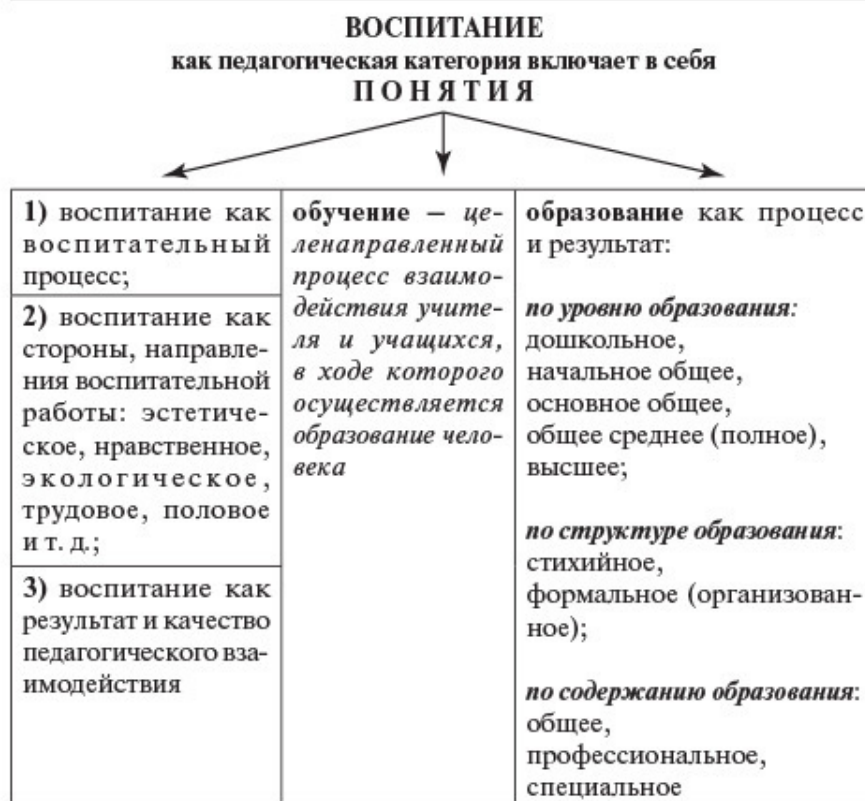 ВОСПИТАНИЕ
как педагогическая категория включает в себя
ПОНЯТИЯ
1) воспитание как
воспитательный
процесс;
2) воспитание как
стороны, направле-
ния воспитательной
работы: эстетиче-
ское, нравственное,
экологическое,
трудовое, половое
и т. д.;
3) воспитание как
результат и качество
педагогического вза-
имодействия
обучение – це-
ленаправленный
процесс взаимо-
действия учите-
ля и учащихся,
в ходе которого
осуществляется
образование чело-
века
образование как процесс
и результат:
по уровню образования:
дошкольное,
начальное общее,
основное общее,
общее среднее (полное),
высшее;
по структуре образования:
стихийное,
формальное (организован-
ное);
по содержанию образования:
общее,
профессиональное,
специальное